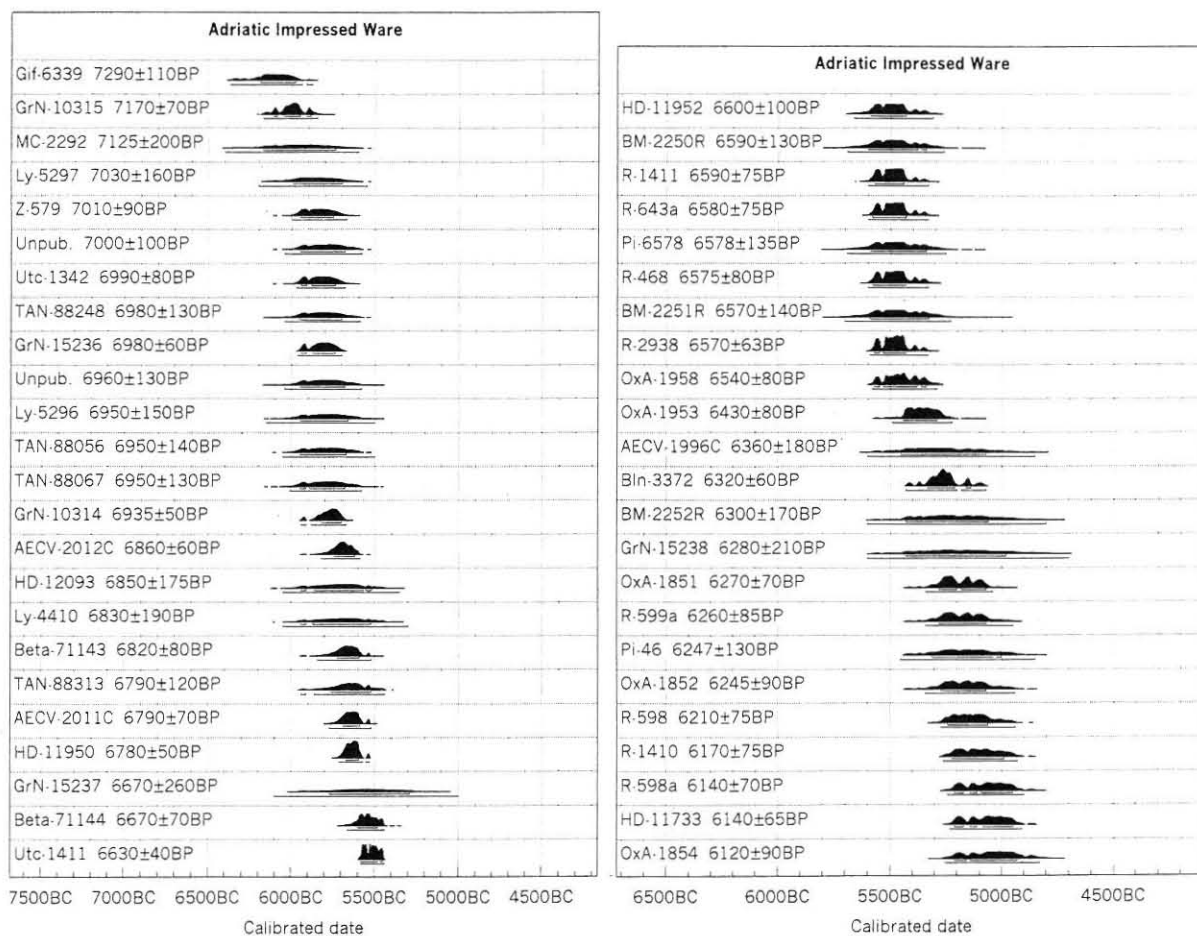 Adriatic Impressed Ware
Gif-6339 7290±110BP
GrN-10315 7170±70BP
MC-2292 7125±200BP
Ly-5297 7030±160BP
Z-579 7010±90BP
Unpub. 7000±100BP
Utc-1342 6990±80BP
TAN-88248 6980±130BP
GrN-15236 6980±60BP
Unpub. 6960±130BP
Ly-5296 6950±150BP
TAN-88056 6950±140BP
TAN-88067 6950±130BP
GrN-10314 6935±50BP
AECV-2012C 6860±60BP
HD-12093 6850±175BP
Ly-4410 6830±190BP
Beta-71143 6820±80BP
TAN-88313 6790±120BP
AECV-2011C 6790±70BP
HD-11950 6780±50BP
GrN-15237 6670±260BP
Beta-71144 6670±70BP
Utc-1411 6630±40BP
7500BC 7000BC 6500BC 6000BC 5500BC 5000BC 4500BC
Calibrated date
Adriatic Impressed Ware
HD-11952 6600±100BP
BM-2250R 6590±130BP
R-1411 6590±75BP
R-643a 6580±75BP
Pi-6578 6578±135BP
R-468 6575±80BP
BM-2251R 6570±140BP
R-2938 6570±63BP
OxA-1958 6540±80BP
OxA-1953 6430±80BP
AECV-1996C 6360±180BP
Bln-3372 6320±60BP
BM-2252R 6300±170BP
GrN-15238 6280±210BP
OxA-1851 6270±70BP
R-599a 6260±85BP
Pi-46 6247±130BP
OxA-1852 6245±90BP
R-598 6210±75BP
R-1410 6170±75BP
R-598a 6140±70BP
HD-11733 6140±65BP
OxA-1854 6120±90BP
6500BC 6000BC 5500BC 5000BC 4500BC
Calibrated date